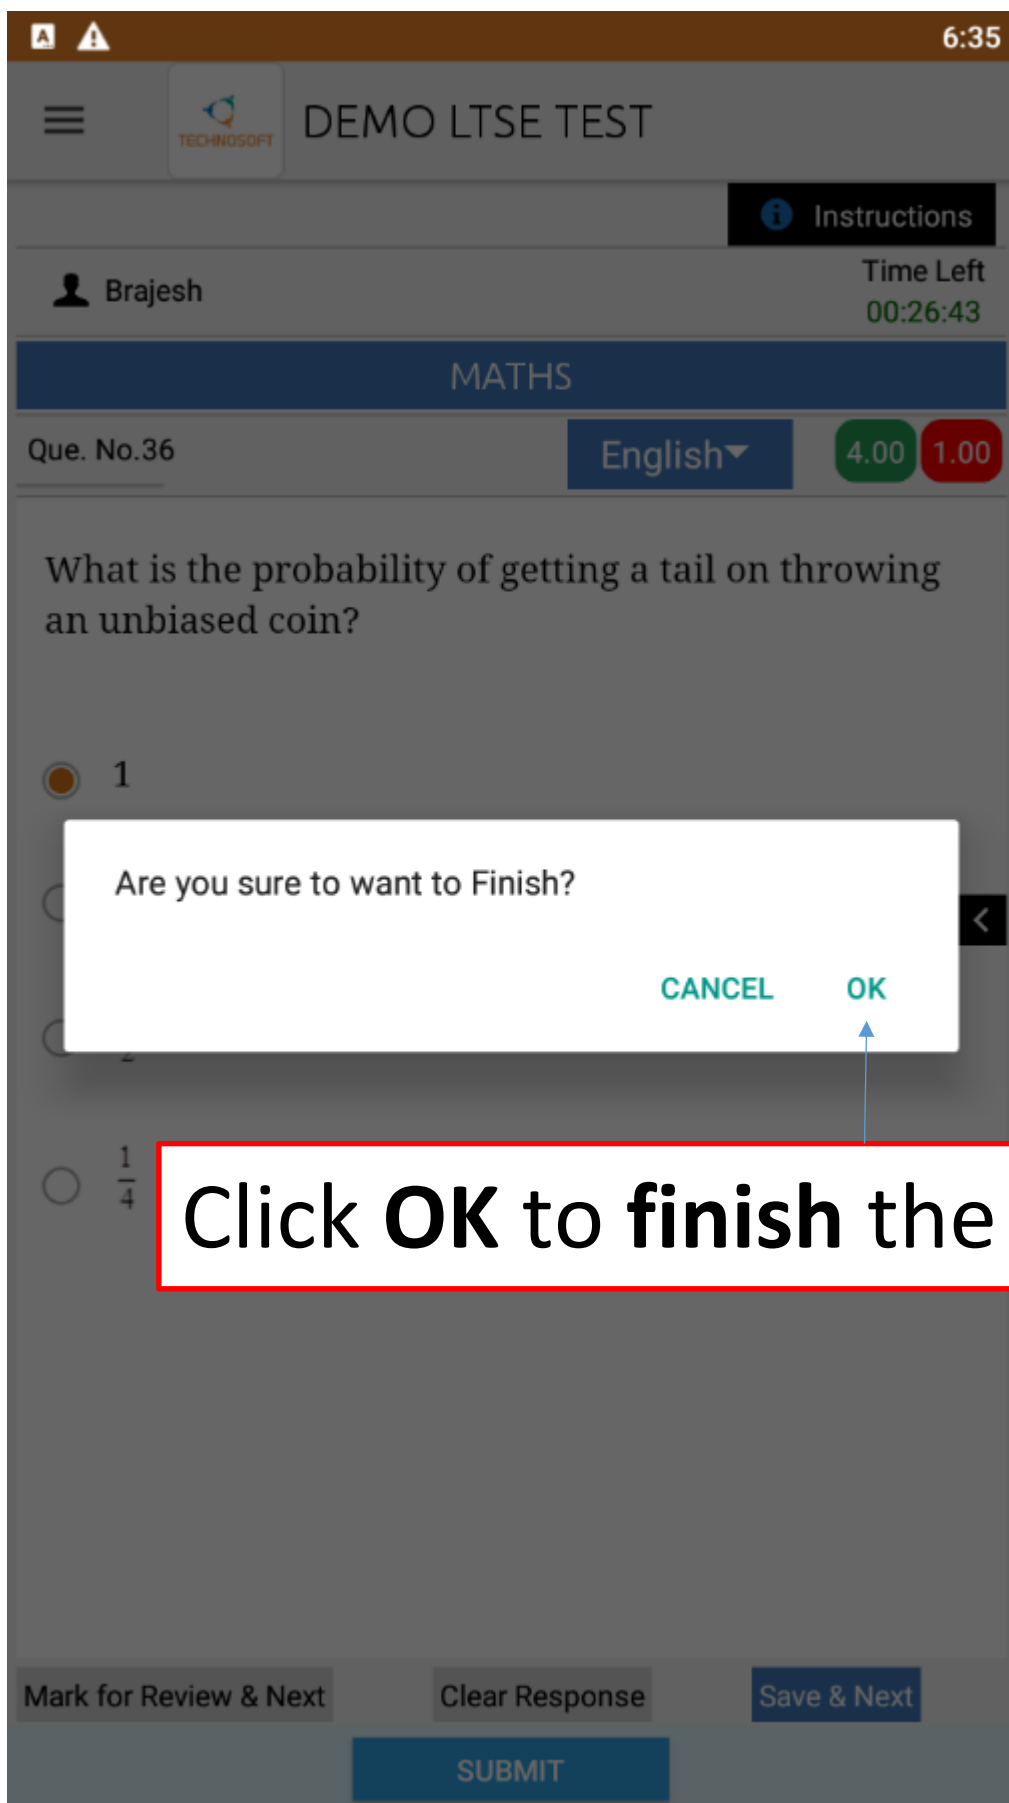 6:35
TECHNOSOFT
DEMO LTSE TEST
Instructions
Brajesh
Time Left
00:26:43
MATHS
Que. No.36
English
4.00
1.00
What is the probability of getting a tail on throwing
an unbiased coin?
1
Are you sure to want to Finish?
CANCEL
OK
2
1
4
Click OK to finish the
Mark for Review & Next
Clear Response
Save & Next
SUBMIT